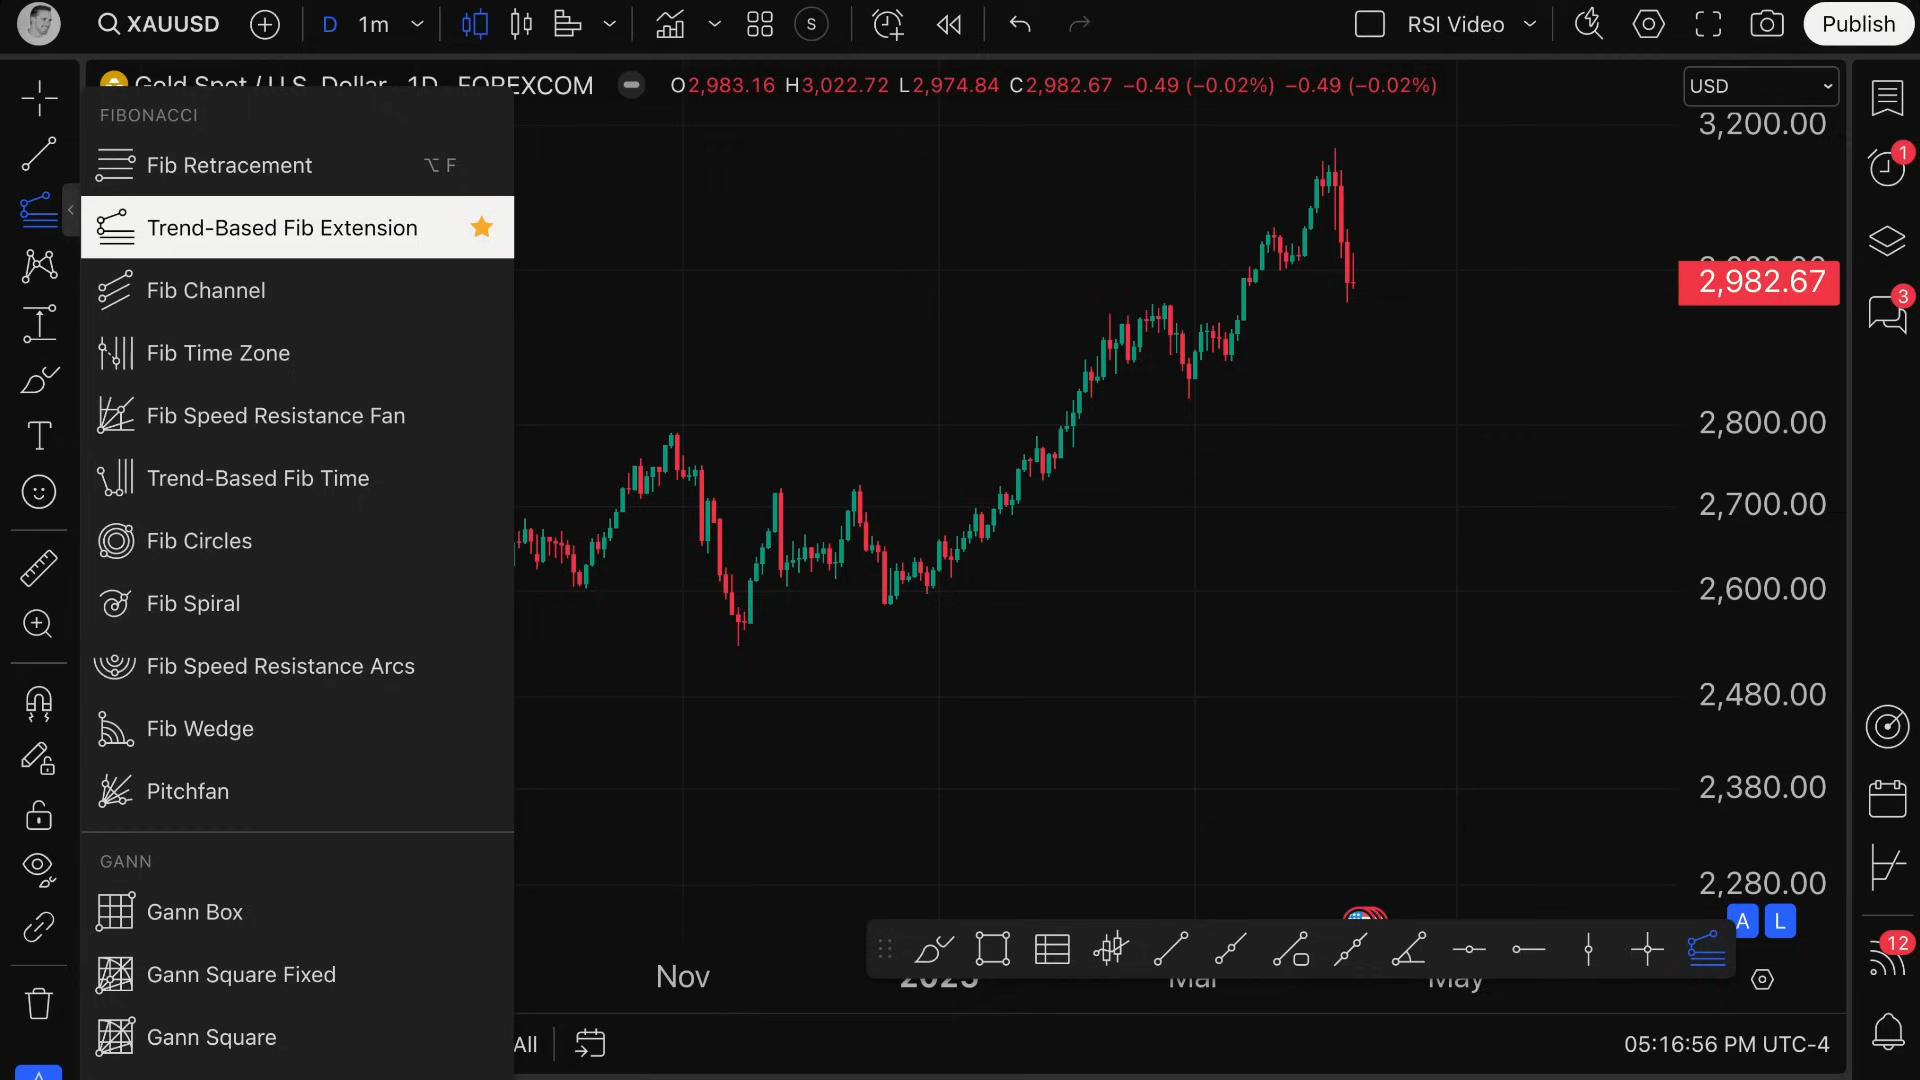 XAUUSD
D 1m
S
RSI Video
Publish
Gold Spot / U.S. Dollar · 1D · FOREXCOM
O2,983.16 H3,022.72 L2,974.84 C2,982.67 −0.49 (−0.02%) −0.49 (−0.02%)
USD
FIBONACCI
Fib Retracement ⌥ F
Trend-Based Fib Extension
Fib Channel
Fib Time Zone
Fib Speed Resistance Fan
Trend-Based Fib Time
Fib Circles
Fib Spiral
Fib Speed Resistance Arcs
Fib Wedge
Pitchfan
GANN
Gann Box
Gann Square Fixed
Gann Square
3,200.00
2,982.67
2,800.00
2,700.00
2,600.00
2,480.00
2,380.00
2,280.00
A L
Nov 2025 Mar May
All
05:16:56 PM UTC-4
1
3
12